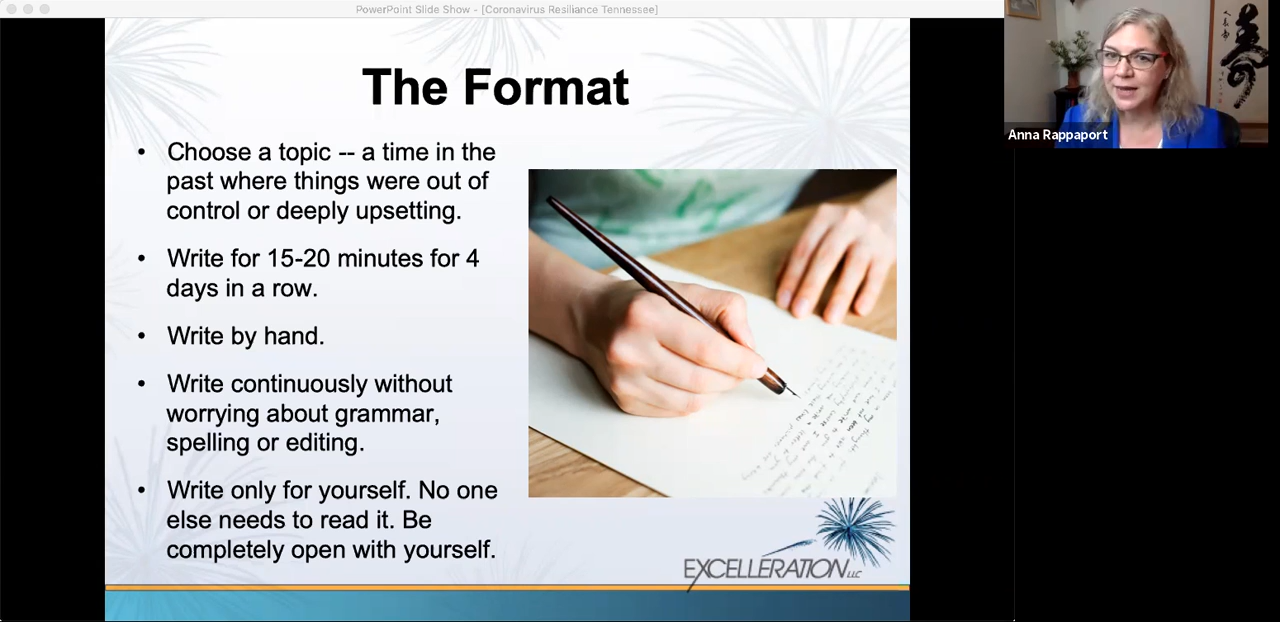 PowerPoint Slide Show - [Coronavirus Resiliance Tennessee]
The Format
• Choose a topic -- a time in the
past where things were out of
control or deeply upsetting.
• Write for 15-20 minutes for 4
days in a row.
• Write by hand.
• Write continuously without
worrying about grammar,
spelling or editing.
• Write only for yourself. No one
else needs to read it. Be
completely open with yourself.
EXCELLERATION LLC
Anna Rappaport
壽